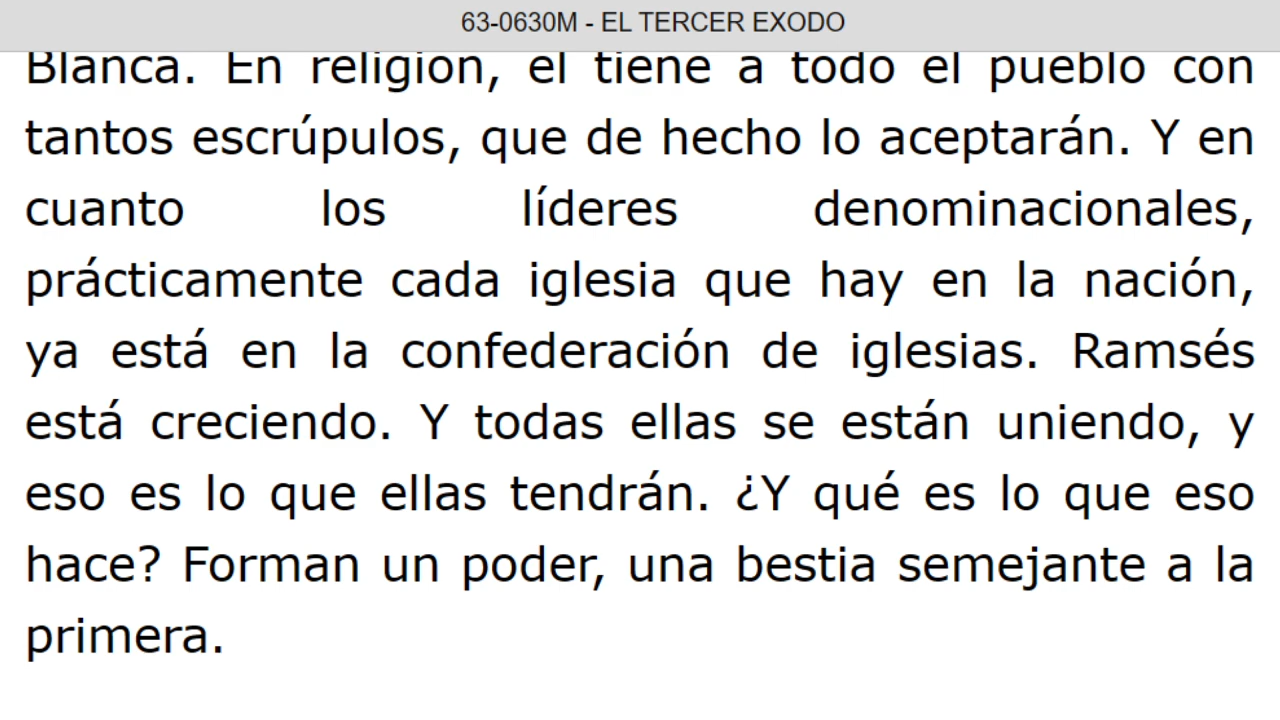 63-0630M - EL TERCER EXODO
Blanca. En religión, él tiene a todo el pueblo con
tantos escrúpulos, que de hecho lo aceptarán. Y en
cuanto los líderes denominacionales,
prácticamente cada iglesia que hay en la nación,
ya está en la confederación de iglesias. Ramsés
está creciendo. Y todas ellas se están uniendo, y
eso es lo que ellas tendrán. ¿Y qué es lo que eso
hace? Forman un poder, una bestia semejante a la
primera.